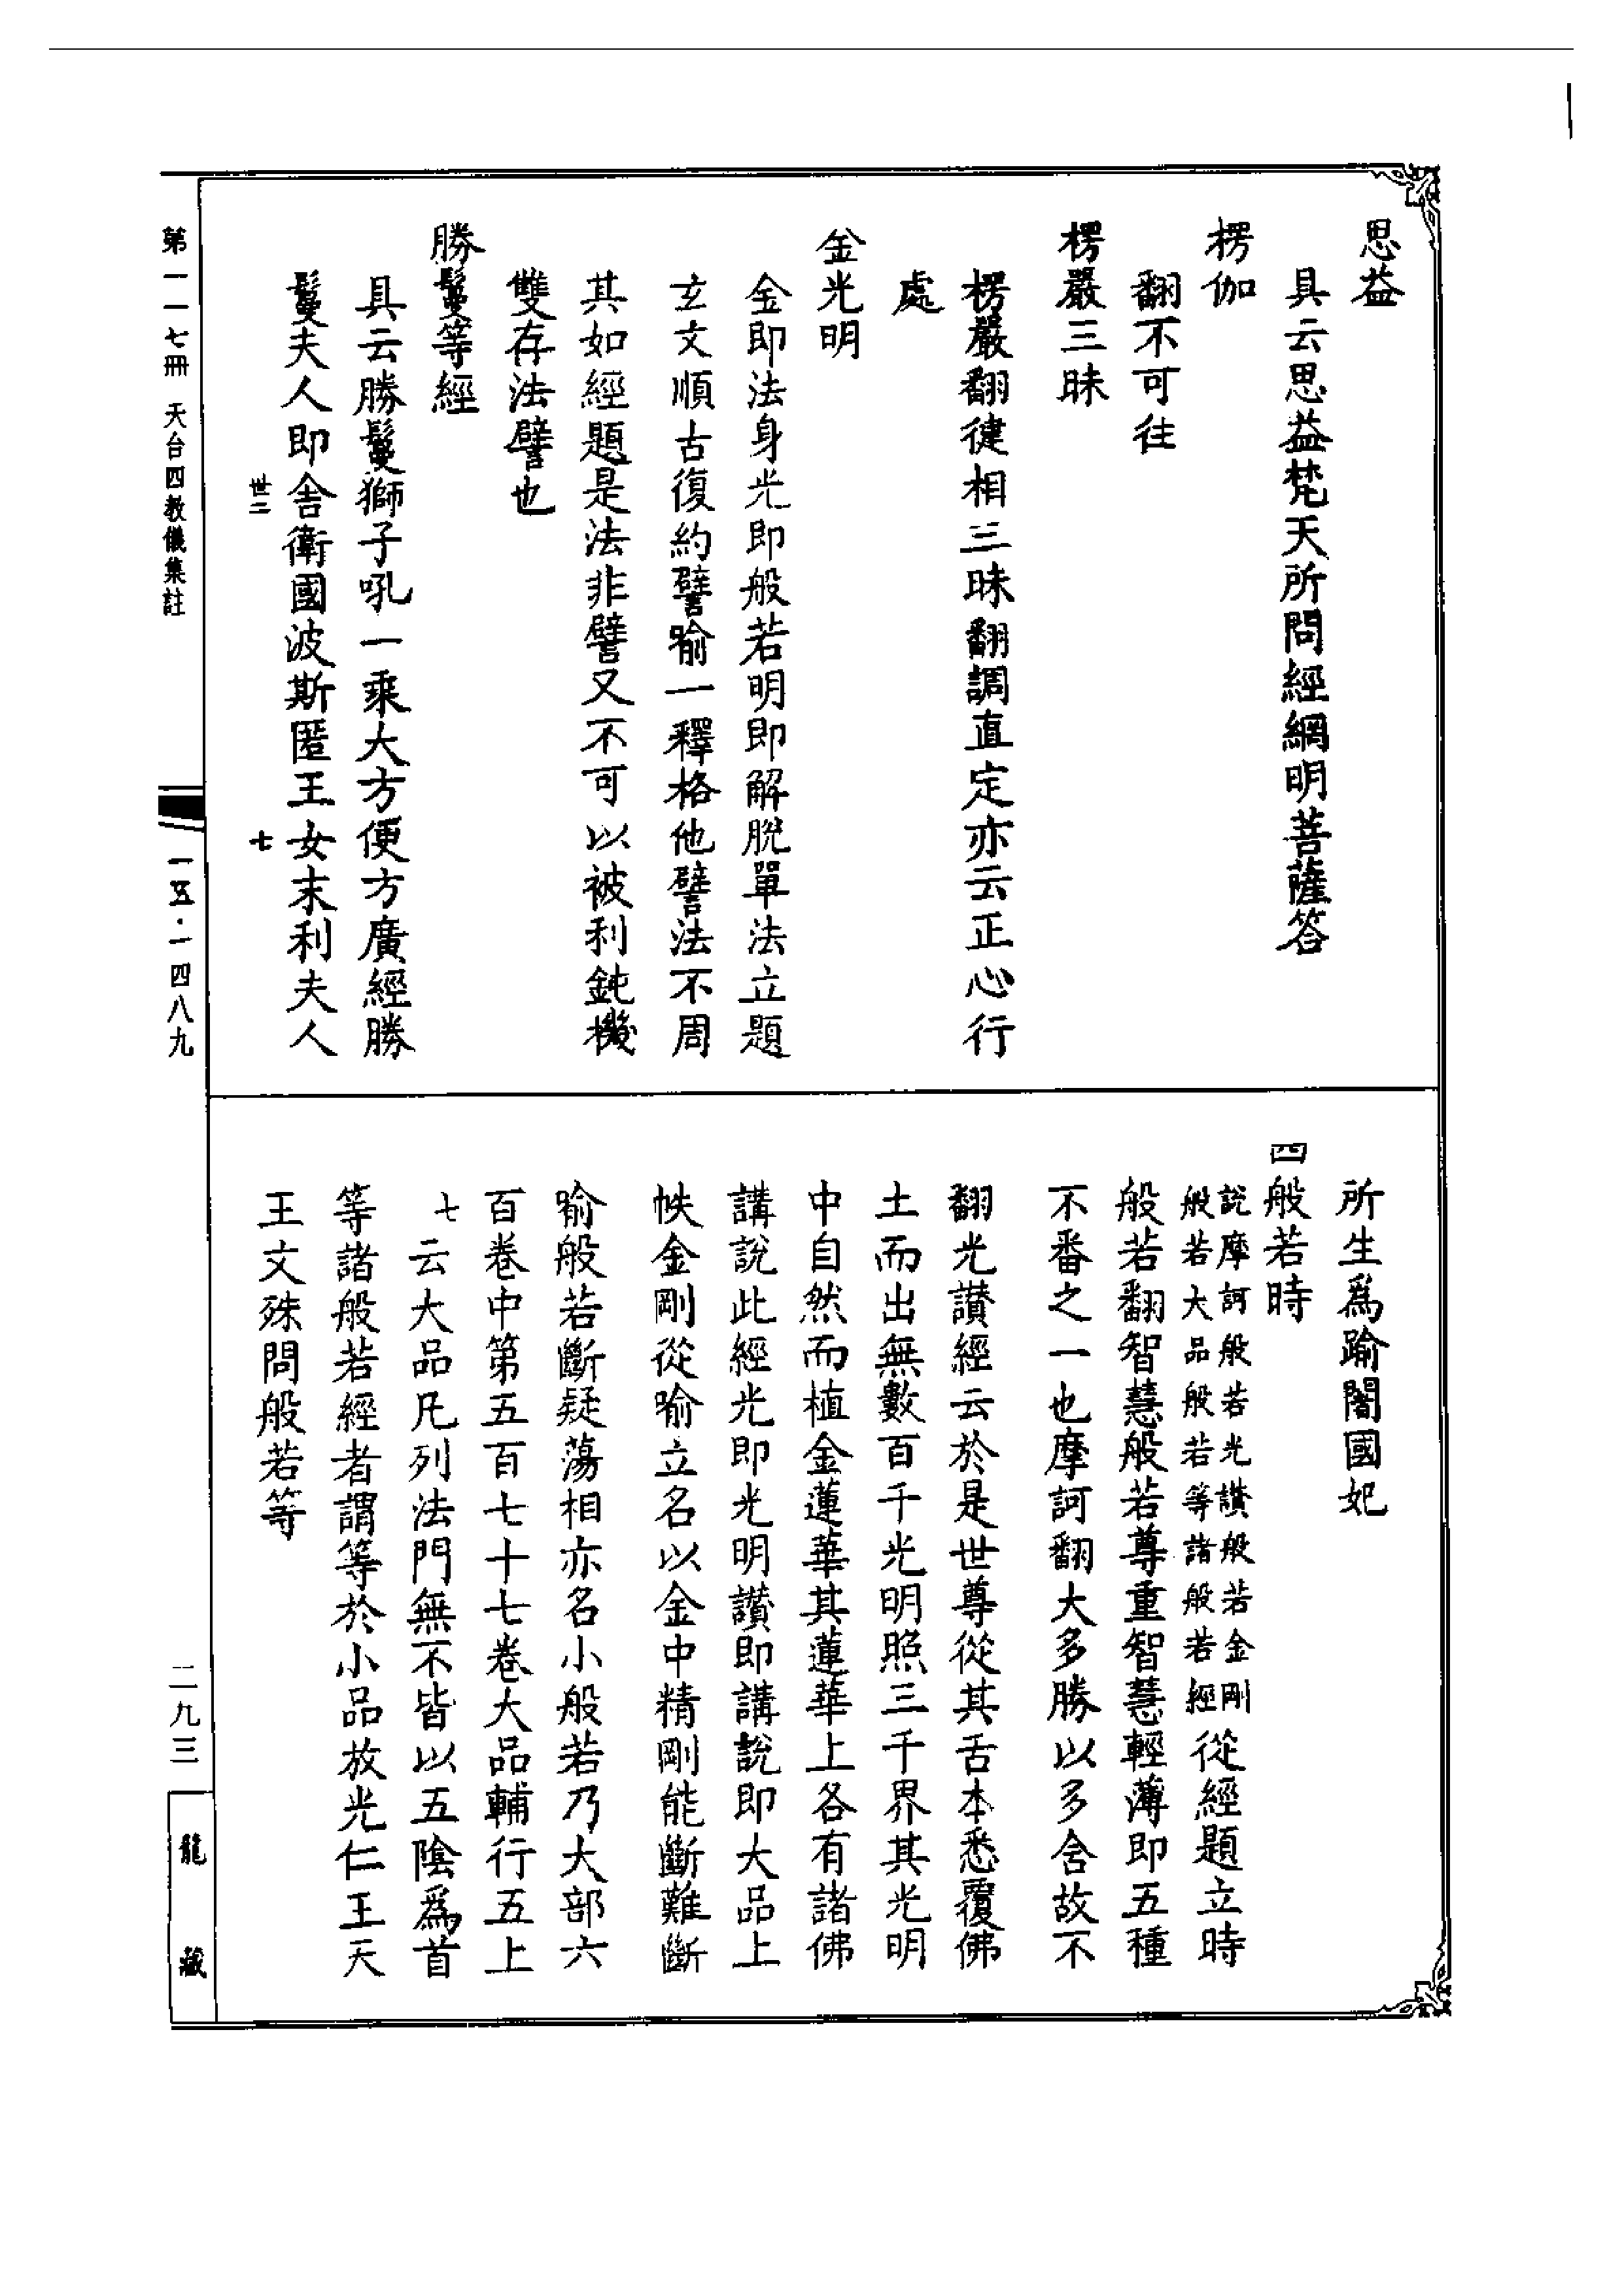 思益
具云思益梵天所問經網明菩薩答
楞伽
翻不可往
楞嚴三昧
楞嚴翻健相三昧翻調直定亦云正心行
處
金光明
金即法身光即般若明即解脫單法立題
玄文順古復約譬喻一釋格他譬法不周
其如經題是法非譬又不可以被利鈍機
雙存法譬也
勝鬘等經
具云勝鬘獅子吼一乘大方便方廣經勝
鬘夫人即舍衛國波斯匿王女末利夫人
世二
七
所生爲踰闍國妃
四般若時
說摩訶般若光讚般若金剛
般若大品般若等諸般若經從經題立時
般若翻智慧般若尊重智慧輕薄即五種
不番之一也摩訶翻大多勝以多含故不
翻光讚經云於是世尊從其舌本悉覆佛
土而出無數百千光明照三千界其光明
中自然而植金蓮華其蓮華上各有諸佛
講說此經光即光明讚即講說即大品上
帙金剛從喻立名以金中精剛能斷難斷
喻般若斷疑蕩相亦名小般若乃大部六
百卷中第五百七十七卷大品輔行五上
七云大品凡列法門無不皆以五陰爲首
等諸般若經者謂等於小品放光仁王天
王文殊問般若等
第一一七冊 天台四教儀集註
一五·一四八九
二九三
龍藏